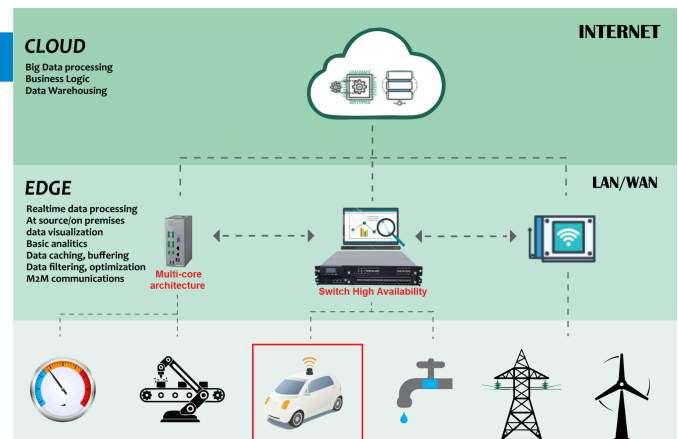 INTERNET
CLOUD
Big Data processing
Business Logic
Data Warehousing
LAN/WAN
EDGE
Realtime data processing
At source/on premises
data visualization
Basic analitics
Data caching, buffering
Data filtering, optimization
M2M communications
Multi-core
architecture
Switch High Availability